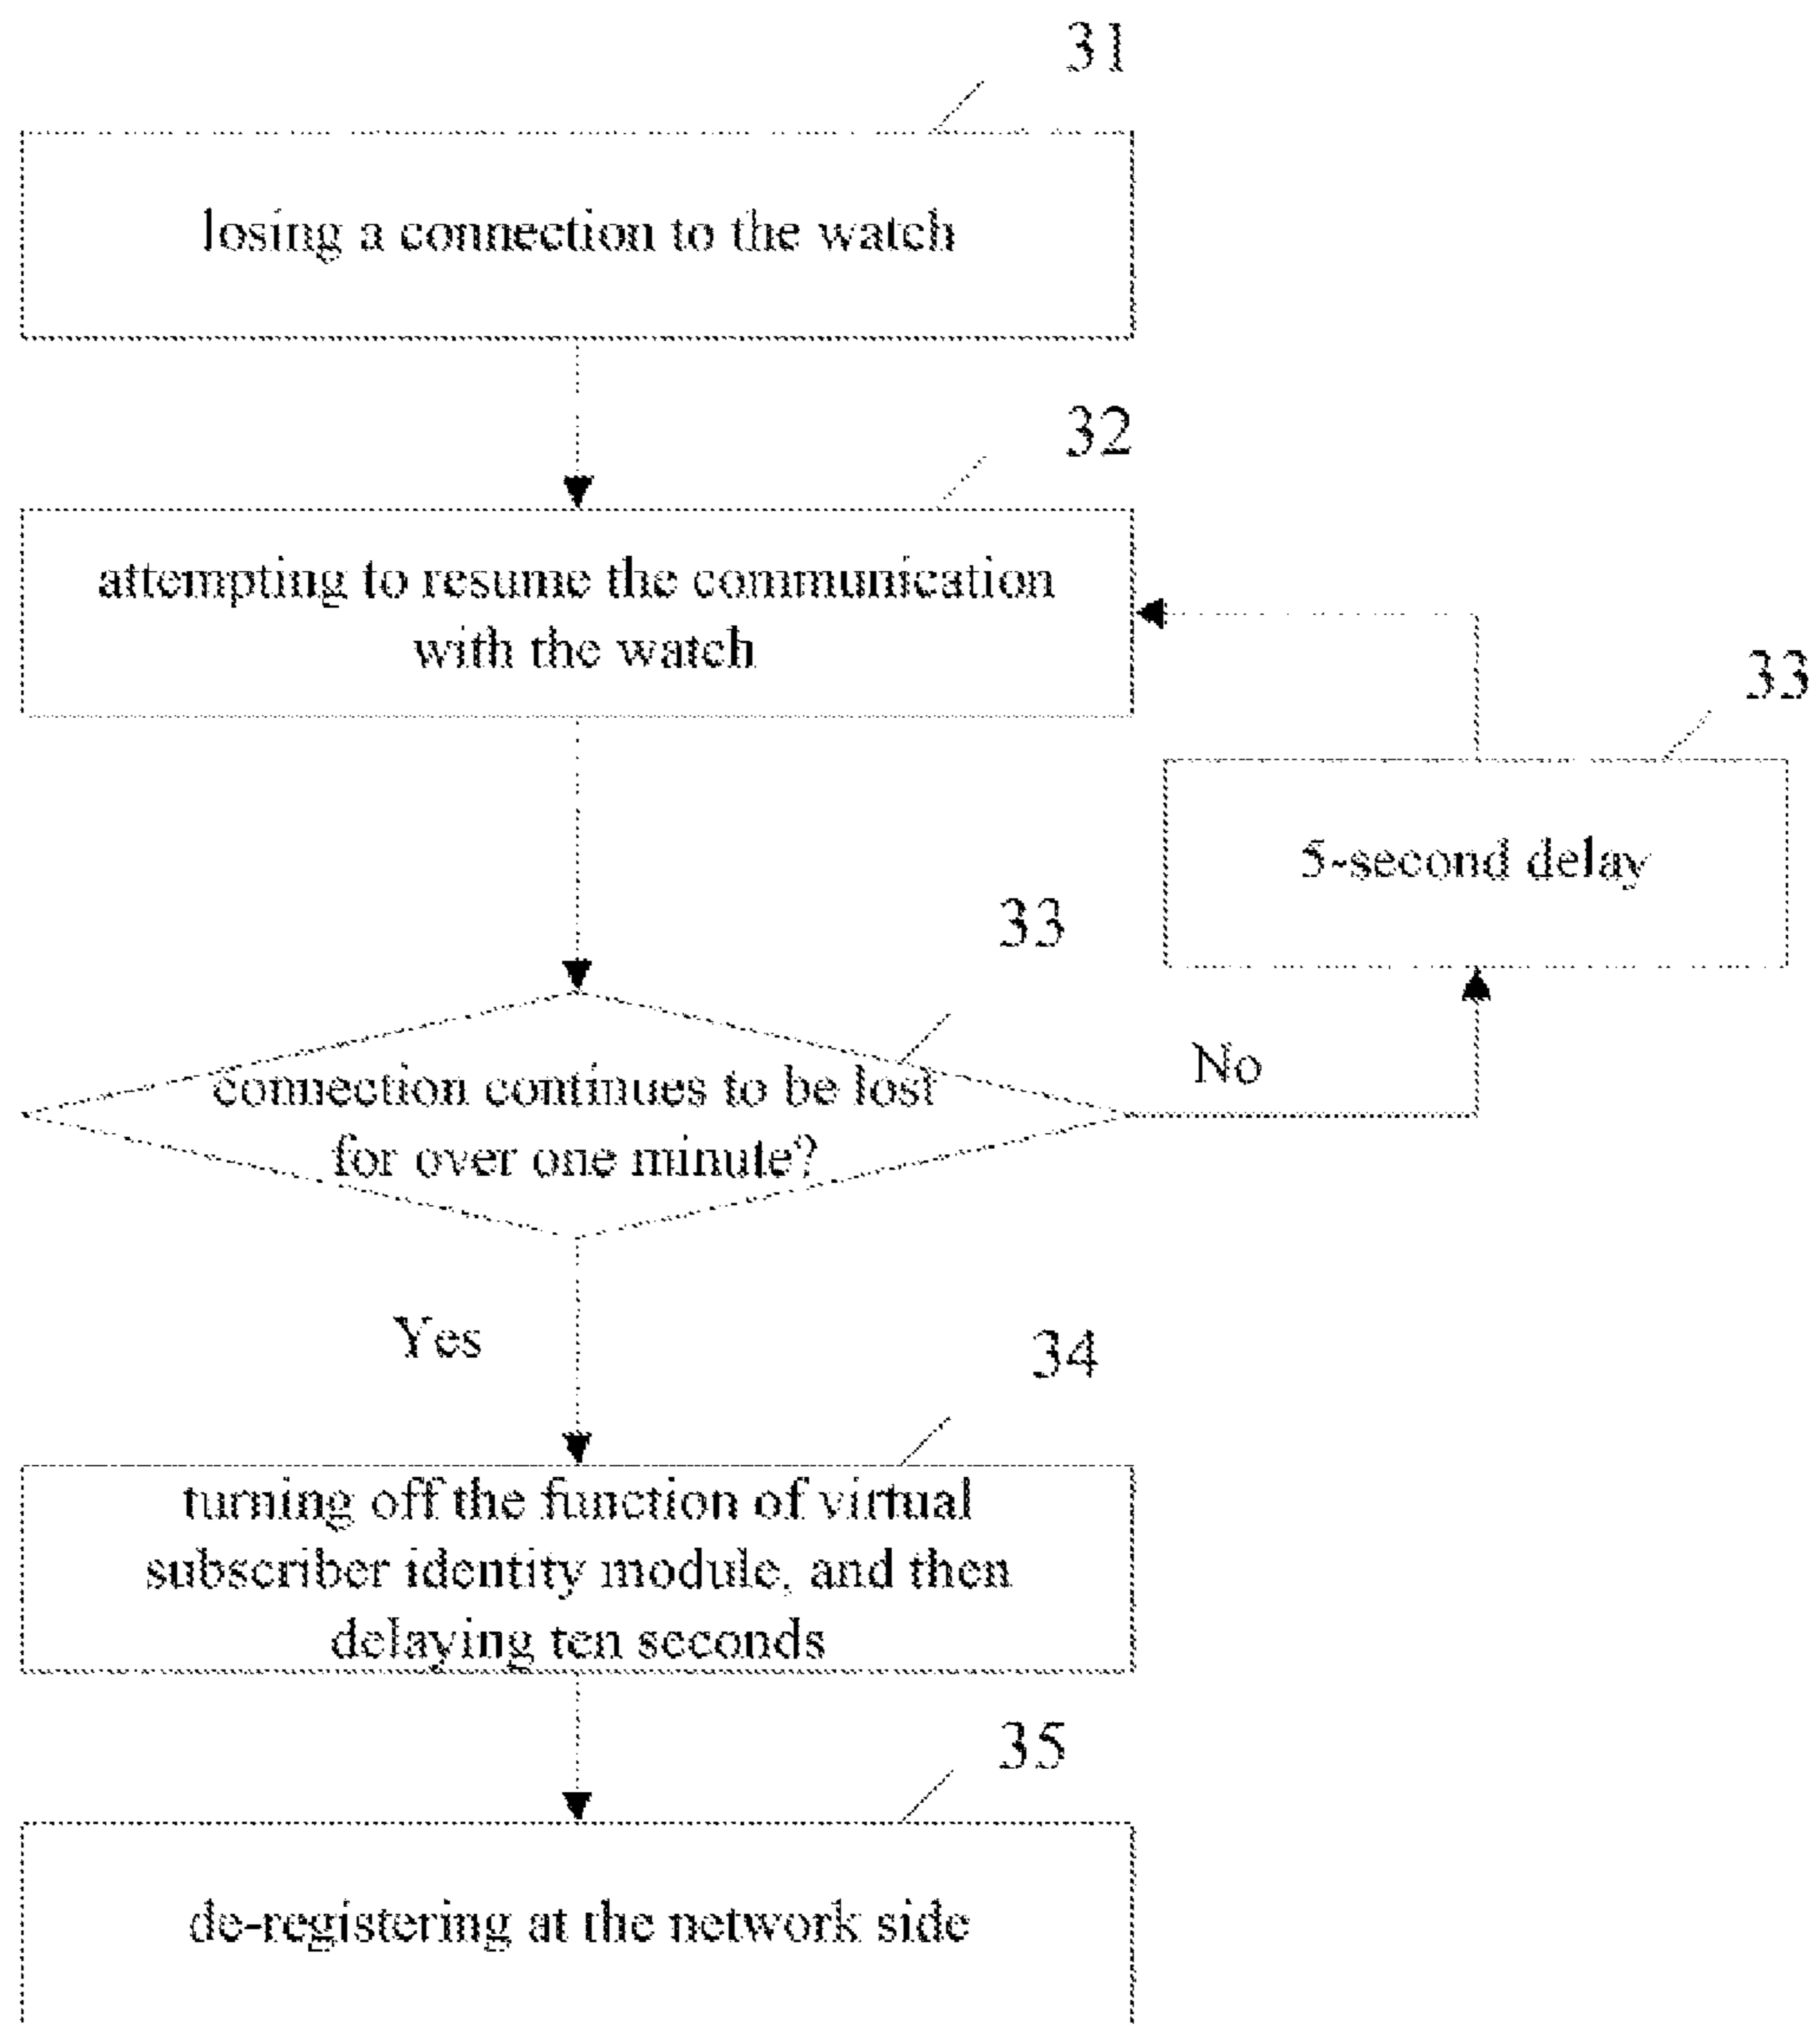 31
losing a connection to the watch
32
attempting to resume the communication
with the watch
33
5-second delay
33
connection continues to be lost
for over one minute?
No
Yes
34
turning off the function of virtual
subscriber identity module, and then
delaying ten seconds
35
de-registering at the network side